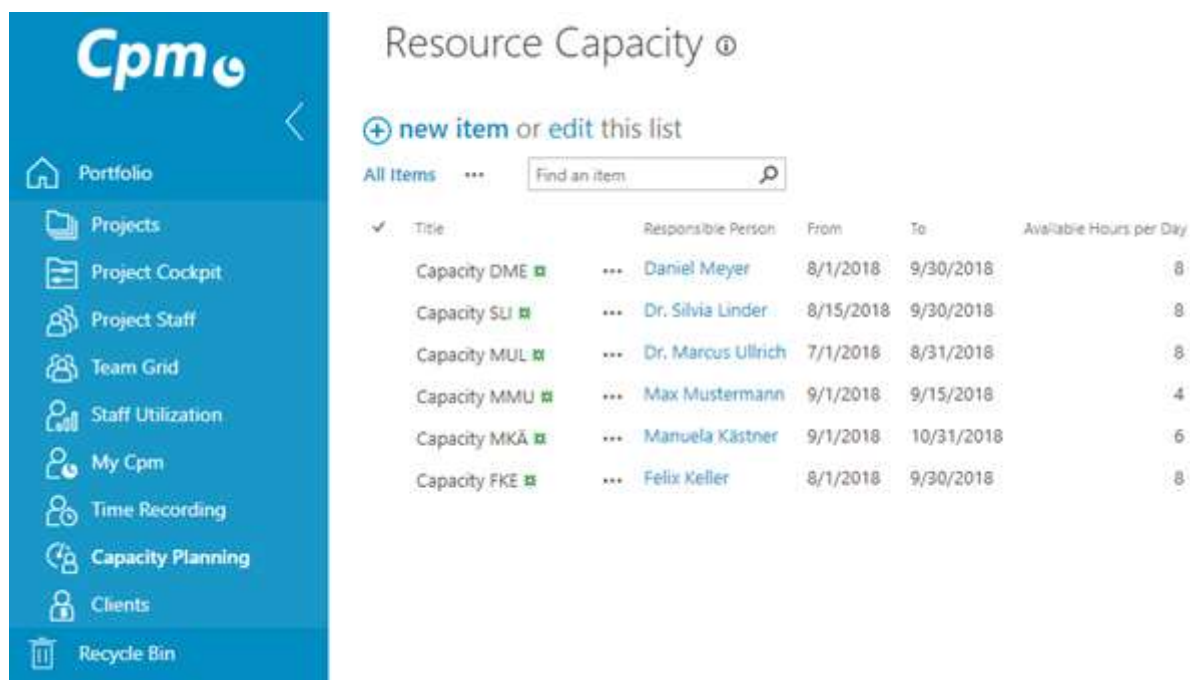 Cpm
Portfolio
Projects
Project Cockpit
Project Staff
Team Grid
Staff Utilization
My Cpm
Time Recording
Capacity Planning
Clients
Recycle Bin
Resource Capacity
new item or edit this list
All Items ··· Find an item
Title Responsible Person From To Available Hours per Day
Capacity DME ··· Daniel Meyer 8/1/2018 9/30/2018 8
Capacity SLI ··· Dr. Silvia Linder 8/15/2018 9/30/2018 8
Capacity MUL ··· Dr. Marcus Ullrich 7/1/2018 8/31/2018 8
Capacity MMU ··· Max Mustermann 9/1/2018 9/15/2018 4
Capacity MKÄ ··· Manuela Kästner 9/1/2018 10/31/2018 6
Capacity FKE ··· Felix Keller 8/1/2018 9/30/2018 8